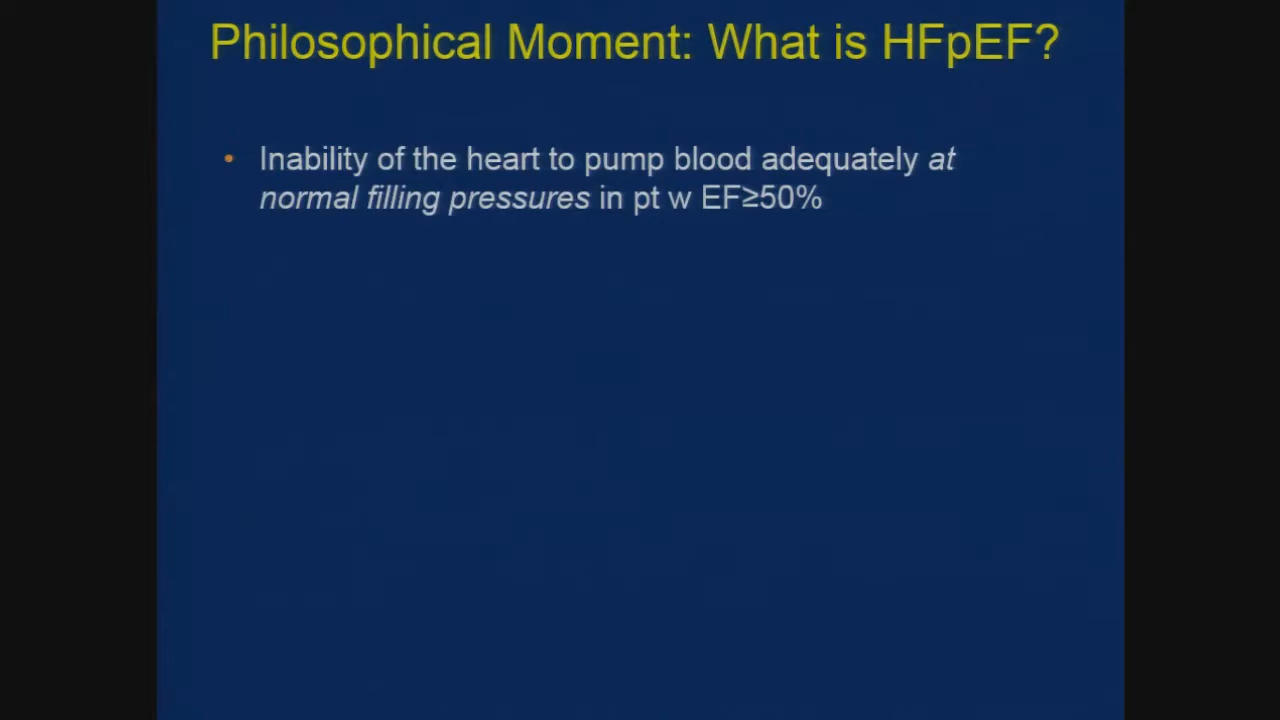 Philosophical Moment: What is HFpEF?
• Inability of the heart to pump blood adequately at
normal filling pressures in pt w EF≥50%